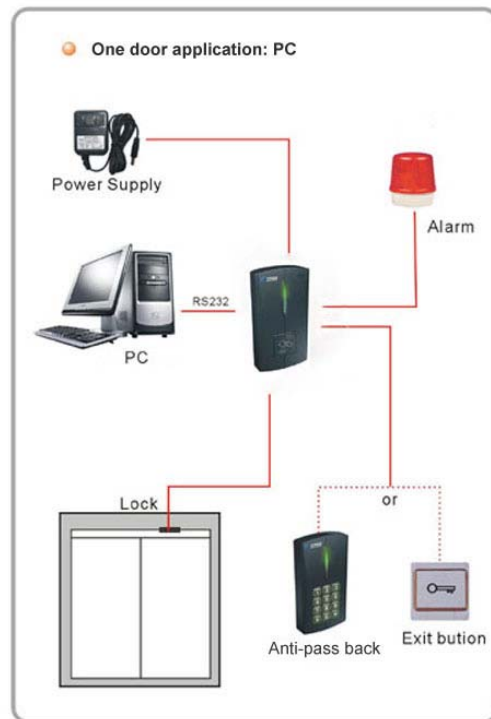 One door application: PC
Power Supply
Alarm
RS232
PC
Lock
or
Anti-pass back
Exit bution